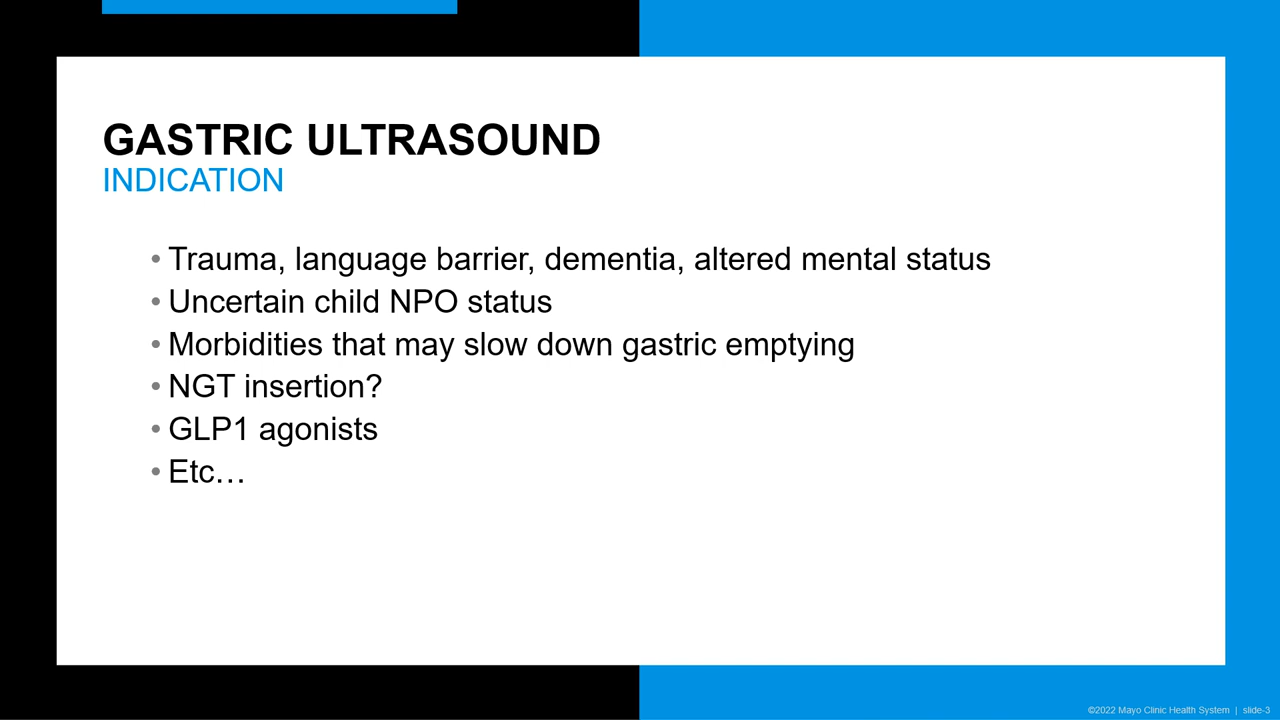 GASTRIC ULTRASOUND
INDICATION
• Trauma, language barrier, dementia, altered mental status
• Uncertain child NPO status
• Morbidities that may slow down gastric emptying
• NGT insertion?
• GLP1 agonists
• Etc…
©2022 Mayo Clinic Health System | slide-3